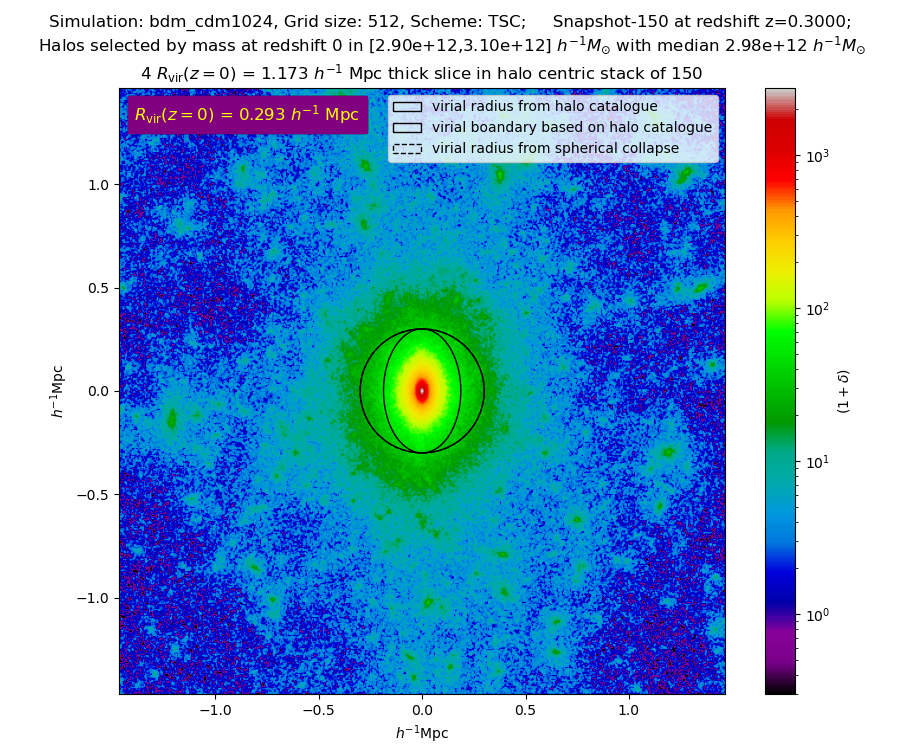 Simulation: bdm_cdm1024, Grid size: 512, Scheme: TSC; Snapshot-150 at redshift z=0.3000;
Halos selected by mass at redshift 0 in [2.90e+12,3.10e+12] h⁻¹M⊙ with median 2.98e+12 h⁻¹M⊙
4 Rvir(z = 0) = 1.173 h⁻¹ Mpc thick slice in halo centric stack of 150
Rvir(z = 0) = 0.293 h⁻¹ Mpc
virial radius from halo catalogue
virial boundary based on halo catalogue
virial radius from spherical collapse
1.0
0.5
0.0
−0.5
−1.0
h⁻¹Mpc
−1.0 −0.5 0.0 0.5 1.0
h⁻¹Mpc
10³
10²
10¹
10⁰
(1 + δ)